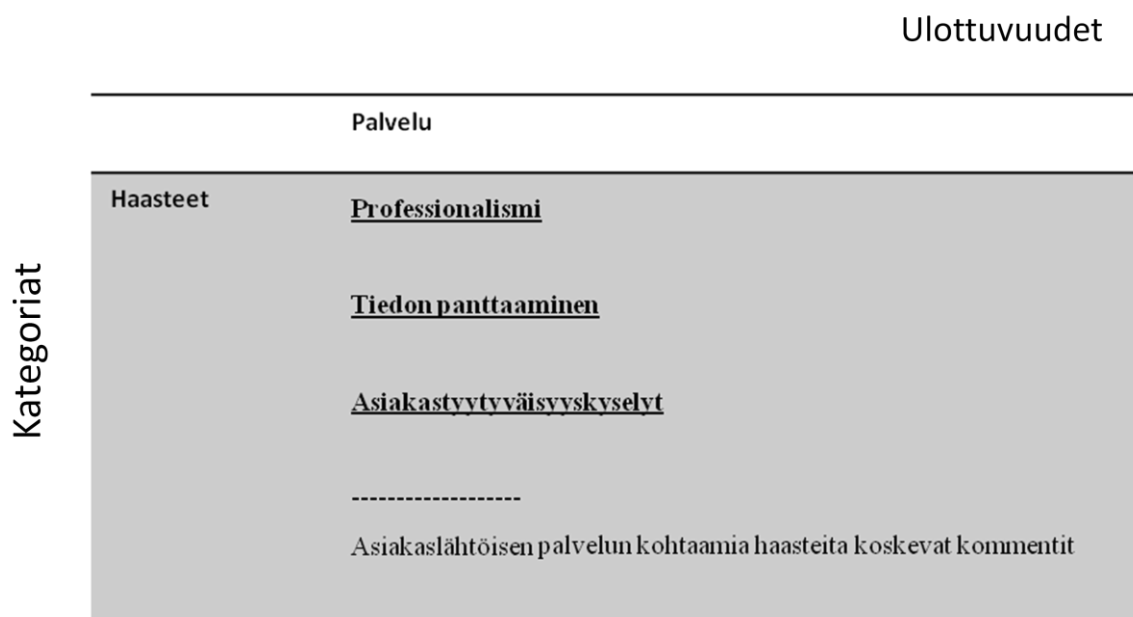 Ulottuvuudet
Palvelu
Kategoriat
Haasteet
Professionalismi
Tiedon panttaaminen
Asiakastyytyväisyyskyselyt
-------------------
Asiakaslähtöisen palvelun kohtaamia haasteita koskevat kommentit